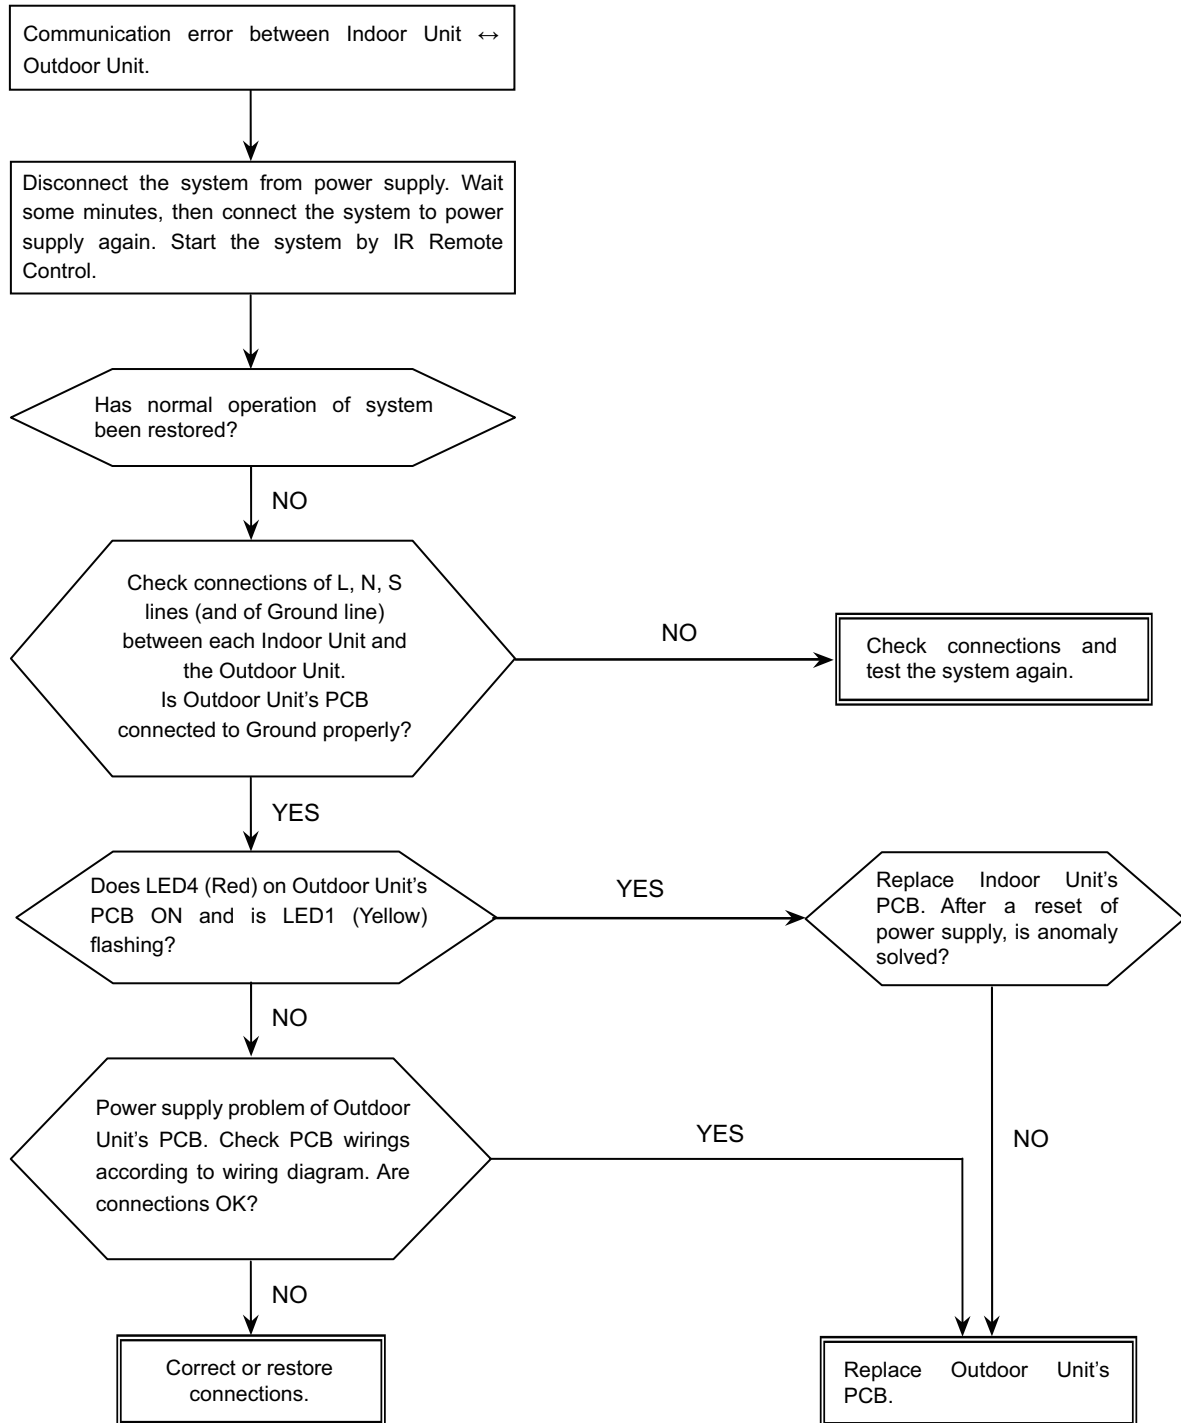 Communication error between Indoor Unit ↔
Outdoor Unit.
Disconnect the system from power supply. Wait
some minutes, then connect the system to power
supply again. Start the system by IR Remote
Control.
Has normal operation of system
been restored?
NO
Check connections of L, N, S
lines (and of Ground line)
between each Indoor Unit and
the Outdoor Unit.
Is Outdoor Unit's PCB
connected to Ground properly?
NO
Check connections and
test the system again.
YES
Does LED4 (Red) on Outdoor Unit's
PCB ON and is LED1 (Yellow)
flashing?
YES
Replace Indoor Unit's
PCB. After a reset of
power supply, is anomaly
solved?
NO
Power supply problem of Outdoor
Unit's PCB. Check PCB wirings
according to wiring diagram. Are
connections OK?
YES
NO
NO
Correct or restore
connections.
Replace Outdoor Unit's
PCB.